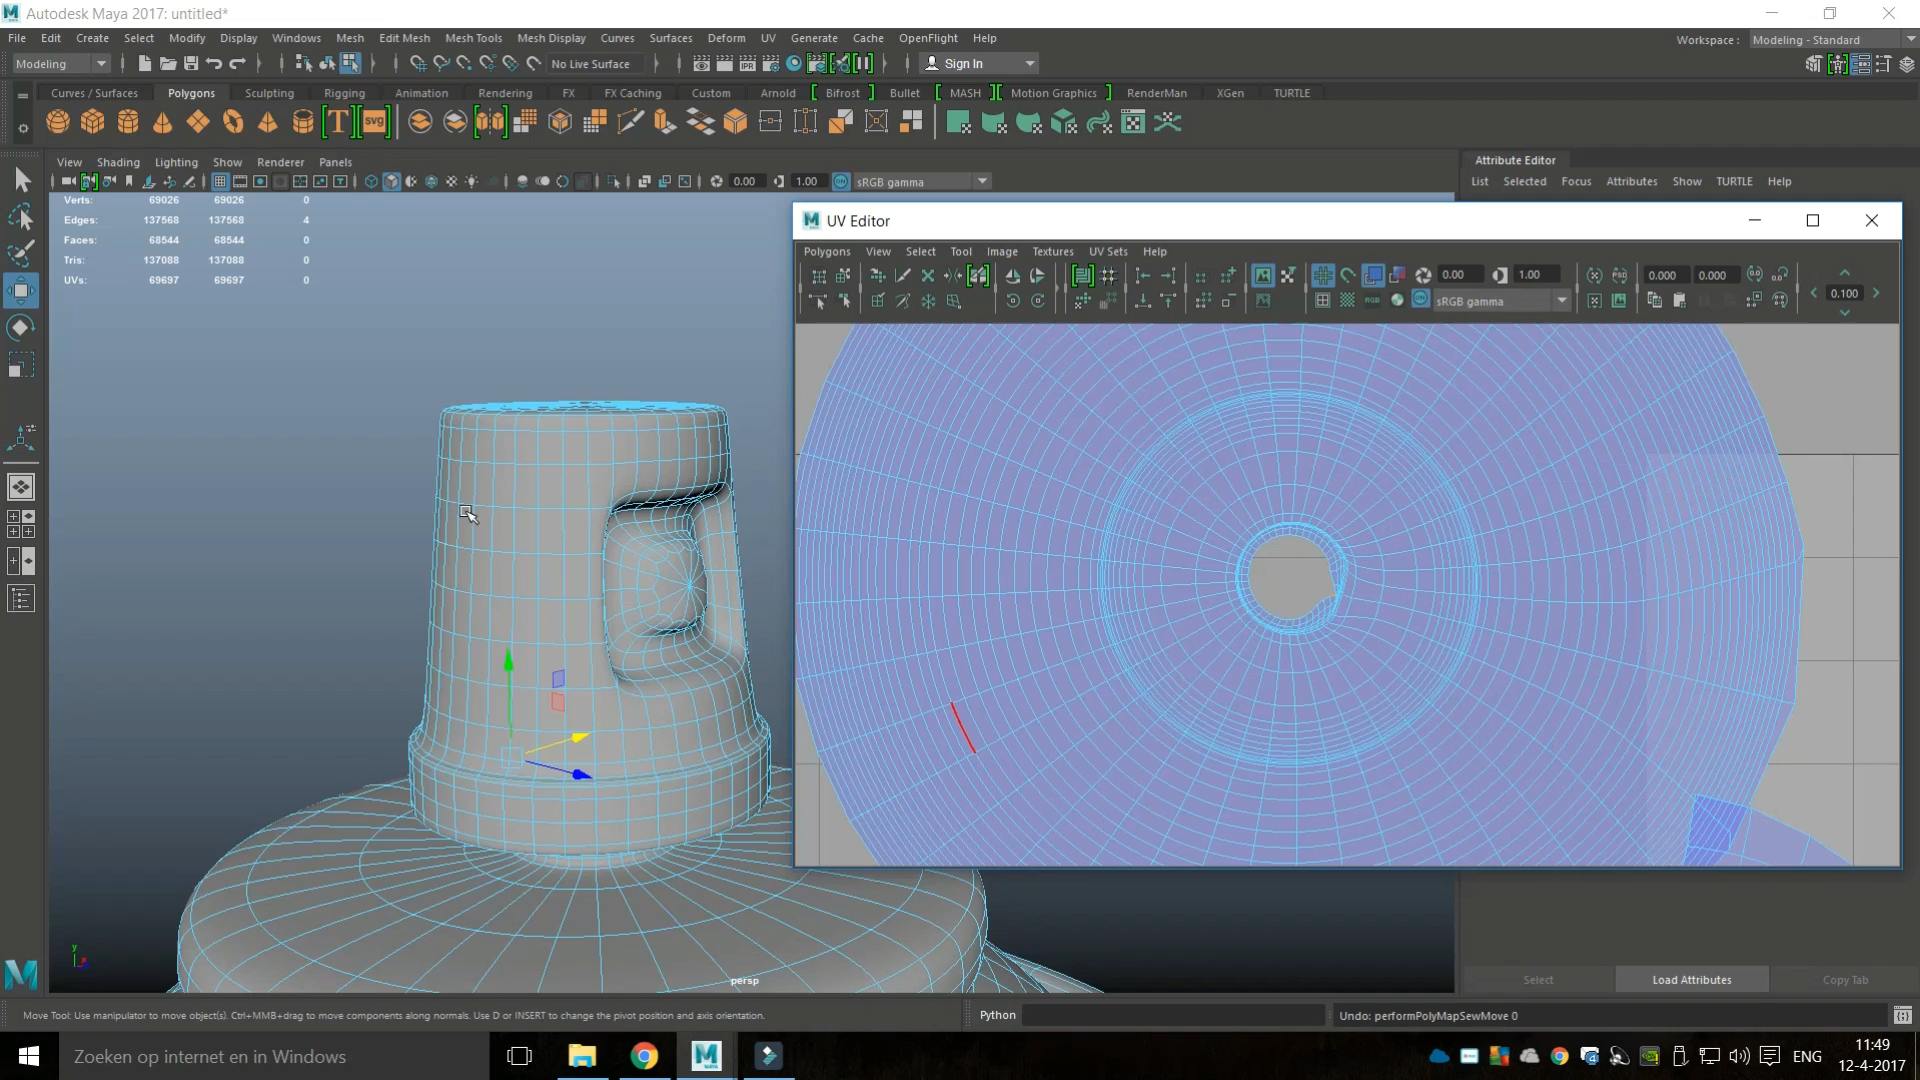 Autodesk Maya 2017: untitled*
File Edit Create Select Modify Display Windows Mesh Edit Mesh Mesh Tools Mesh Display Curves Surfaces Deform UV Generate Cache OpenFlight Help
Workspace : Modeling - Standard
Modeling No Live Surface Sign In
Curves / Surfaces Polygons Sculpting Rigging Animation Rendering FX FX Caching Custom Arnold Bifrost Bullet MASH Motion Graphics RenderMan XGen TURTLE
T SVG
View Shading Lighting Show Renderer Panels
0.00 1.00 sRGB gamma
Attribute Editor
List Selected Focus Attributes Show TURTLE Help
Verts: 69026 69026 0
Edges: 137568 137568 4
Faces: 68544 68544 0
Tris: 137088 137088 0
UVs: 69697 69697 0
UV Editor
Polygons View Select Tool Image Textures UV Sets Help
0.00 1.00 0.000 0.000
sRGB gamma 0.100
y
persp
Select Load Attributes Copy Tab
Move Tool: Use manipulator to move object(s). Ctrl+MMB+drag to move components along normals. Use D or INSERT to change the pivot position and axis orientation.
Python
Undo: performPolyMapSewMove 0
Zoeken op internet en in Windows
ENG
11:49
12-4-2017